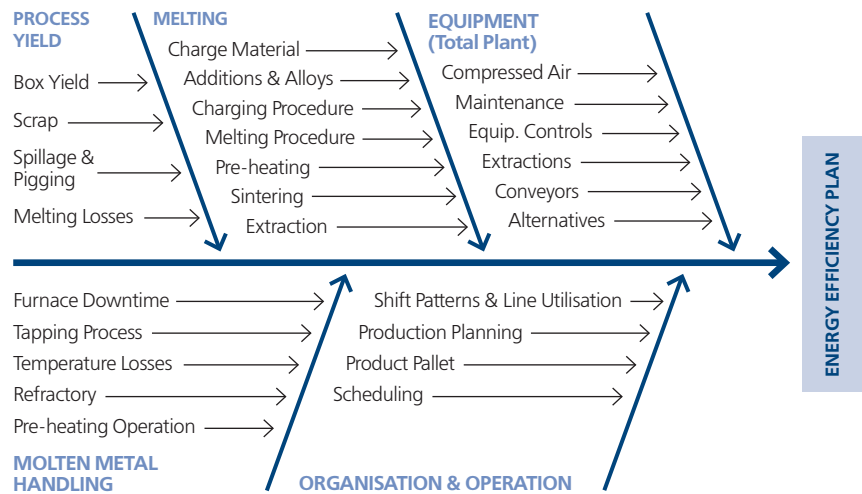 PROCESS
YIELD
Box Yield
Scrap
Spillage &
Pigging
Melting Losses
MELTING
Charge Material
Additions & Alloys
Charging Procedure
Melting Procedure
Pre-heating
Sintering
Extraction
EQUIPMENT
(Total Plant)
Compressed Air
Maintenance
Equip. Controls
Extractions
Conveyors
Alternatives
Furnace Downtime
Tapping Process
Temperature Losses
Refractory
Pre-heating Operation
MOLTEN METAL
HANDLING
Shift Patterns & Line Utilisation
Production Planning
Product Pallet
Scheduling
ORGANISATION & OPERATION
ENERGY EFFICIENCY PLAN